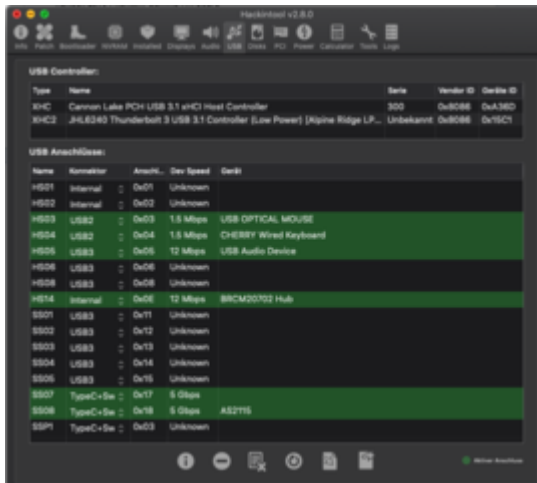 Hackintool v2.8.0
Info Patch Bootloader NVRAM Installed Displays Audio USB Disks PCI Power Calculator Tools Logs
USB Controller:
Type Name Serie Vendor ID Geräte ID
XHC Cannon Lake PCH USB 3.1 xHCI Host Controller 300 0x8086 0xA36D
XHC2 JHL6240 Thunderbolt 3 USB 3.1 Controller (Low Power) [Alpine Ridge LP... Unbekannt 0x8086 0x15C1
USB Anschlüsse:
Name Konnektor Anschl... Dev Speed Gerät
HS01 Internal 0x01 Unknown
HS02 Internal 0x02 Unknown
HS03 USB2 0x03 1.5 Mbps USB OPTICAL MOUSE
HS04 USB2 0x04 1.5 Mbps CHERRY Wired Keyboard
HS05 USB3 0x05 12 Mbps USB Audio Device
HS06 USB3 0x06 Unknown
HS08 USB3 0x08 Unknown
HS14 Internal 0x0E 12 Mbps BRCM20702 Hub
SS01 USB3 0x11 Unknown
SS02 USB3 0x12 Unknown
SS03 USB3 0x13 Unknown
SS04 USB3 0x14 Unknown
SS05 USB3 0x15 Unknown
SS07 TypeC+Sw 0x17 5 Gbps
SS08 TypeC+Sw 0x18 5 Gbps AS2115
SSP1 TypeC+Sw 0x03 Unknown
Aktiver Anschluss